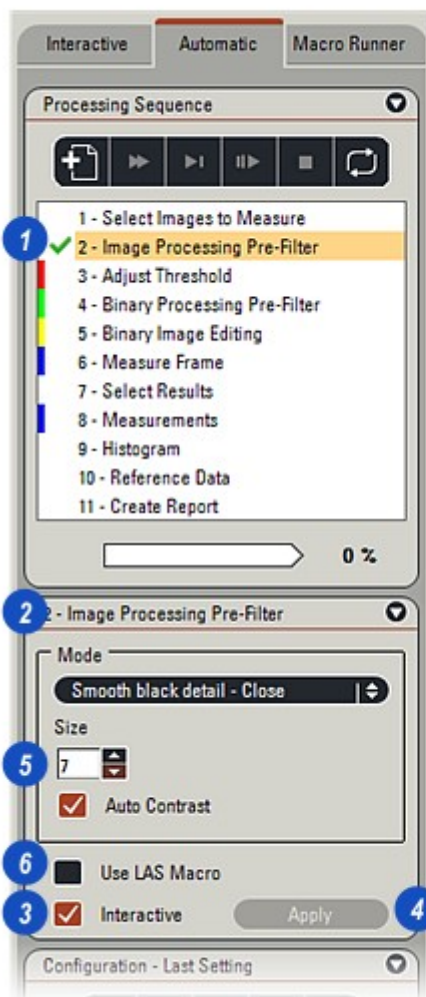 Interactive Automatic Macro Runner
Processing Sequence
1 - Select Images to Measure
1 2 - Image Processing Pre-Filter
3 - Adjust Threshold
4 - Binary Processing Pre-Filter
5 - Binary Image Editing
6 - Measure Frame
7 - Select Results
8 - Measurements
9 - Histogram
10 - Reference Data
11 - Create Report
0 %
2 - Image Processing Pre-Filter
Mode
Smooth black detail - Close
Size
5 7
Auto Contrast
6 Use LAS Macro
3 Interactive Apply 4
Configuration - Last Setting